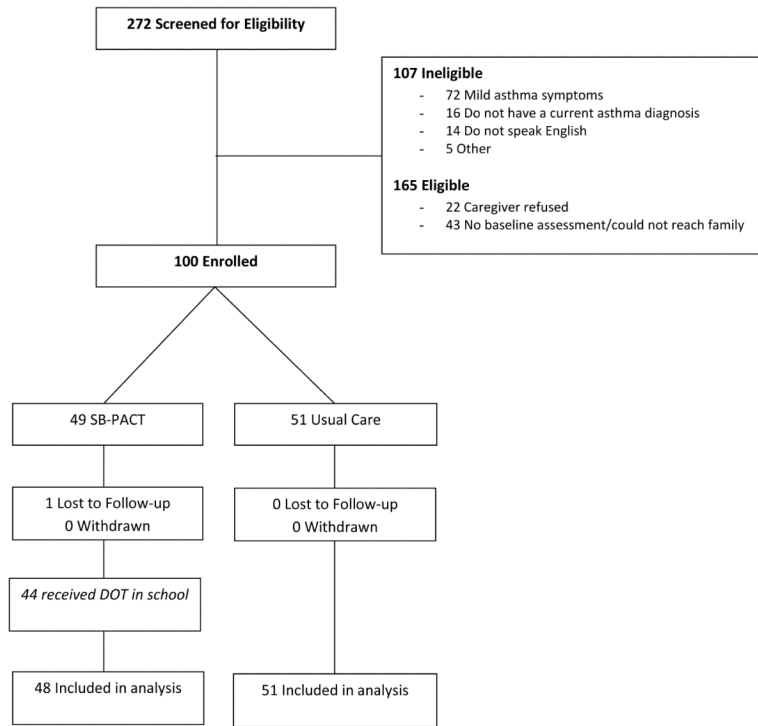 272 Screened for Eligibility
107 Ineligible
- 72 Mild asthma symptoms
- 16 Do not have a current asthma diagnosis
- 14 Do not speak English
- 5 Other
165 Eligible
- 22 Caregiver refused
- 43 No baseline assessment/could not reach family
100 Enrolled
49 SB-PACT
51 Usual Care
1 Lost to Follow-up
0 Withdrawn
0 Lost to Follow-up
0 Withdrawn
44 received DOT in school
48 Included in analysis
51 Included in analysis